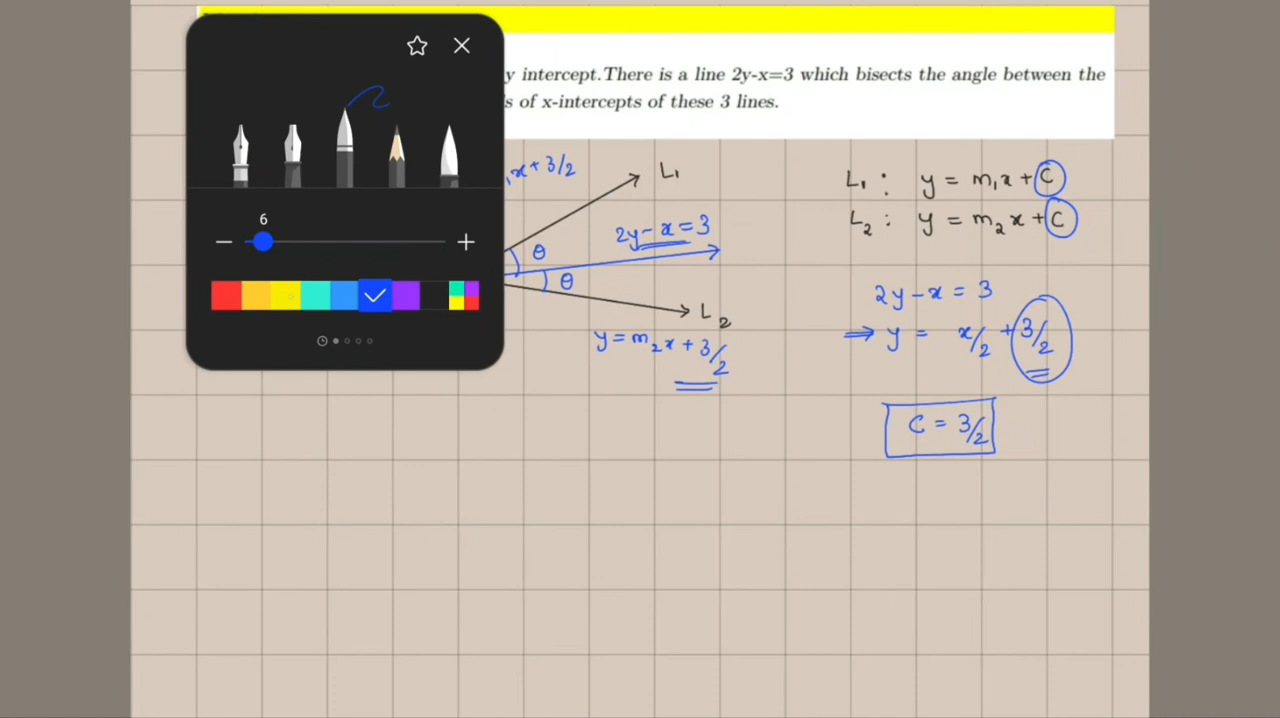 y intercept.There is a line 2y-x=3 which bisects the angle between the
s of x-intercepts of these 3 lines.
6
x + 3/2
L₁
2y - x = 3
θ
θ
L₂
y = m₂x + 3/2
L₁ : y = m₁x + C
L₂ : y = m₂x + C
2y - x = 3
⇒ y = x/2 + 3/2
C = 3/2